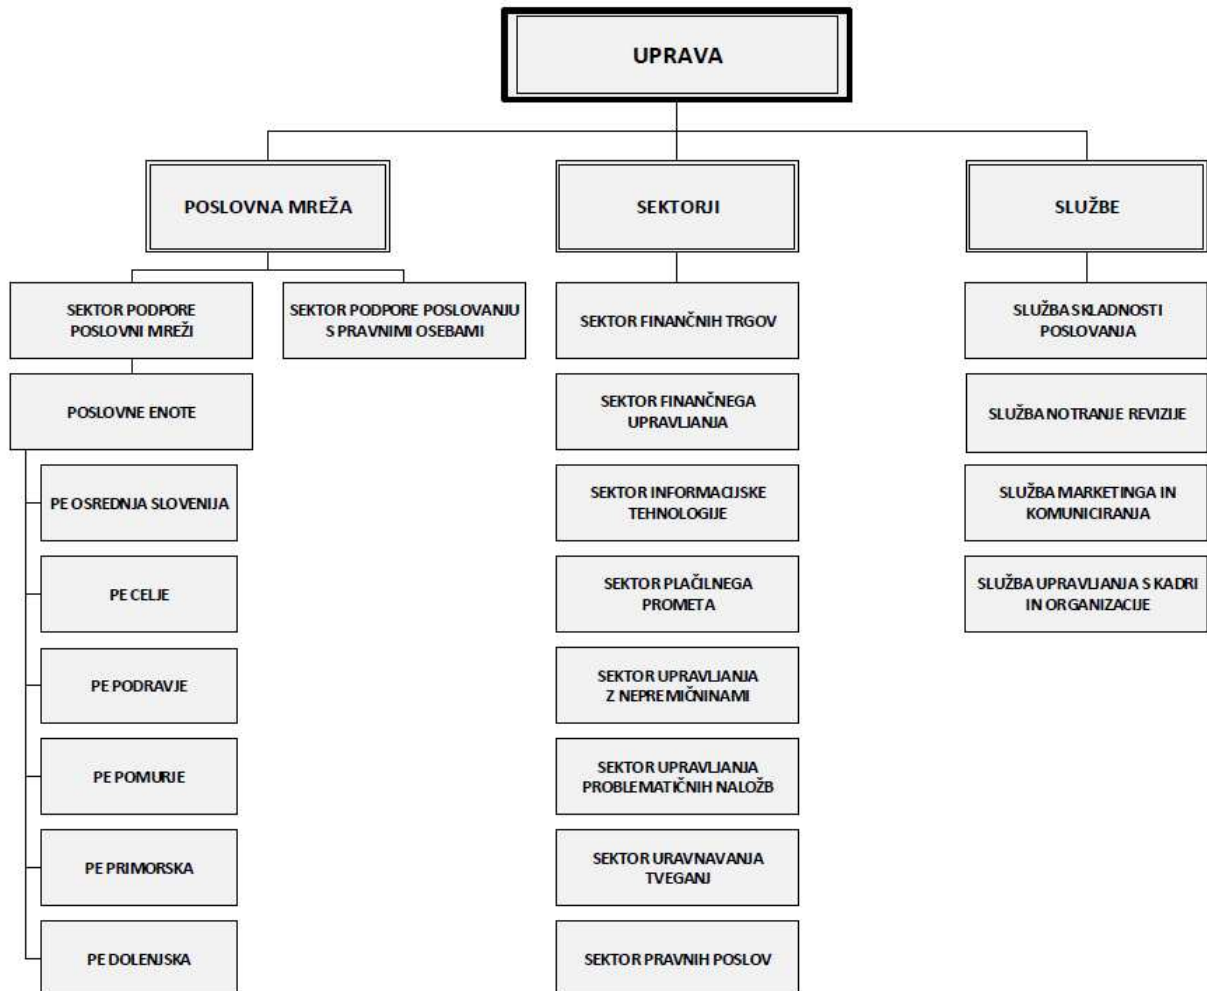 UPRAVA
POSLOVNA MREŽA
SEKTORJI
SLUŽBE
SEKTOR PODPORE
POSLOVNI MREŽI
SEKTOR PODPORE POSLOVANJU
S PRAVNIMI OSEBAMI
POSLOVNE ENOTE
PE OSREDNJA SLOVENIJA
PE CELJE
PE PODRAVJE
PE POMURJE
PE PRIMORSKA
PE DOLENJSKA
SEKTOR FINANČNIH TRGOV
SEKTOR FINANČNEGA
UPRAVLJANJA
SEKTOR INFORMACIJSKE
TEHNOLOGIJE
SEKTOR PLAČILNEGA
PROMETA
SEKTOR UPRAVLJANJA
Z NEPREMIČNINAMI
SEKTOR UPRAVLJANJA
PROBLEMATIČNIH NALOŽB
SEKTOR URAVNAVANJA
TVEGANJ
SEKTOR PRAVNIH POSLOV
SLUŽBA SKLADNOSTI
POSLOVANJA
SLUŽBA NOTRANJE REVIZIJE
SLUŽBA MARKETINGA IN
KOMUNICIRANJA
SLUŽBA UPRAVLJANJA S KADRI
IN ORGANIZACIJE